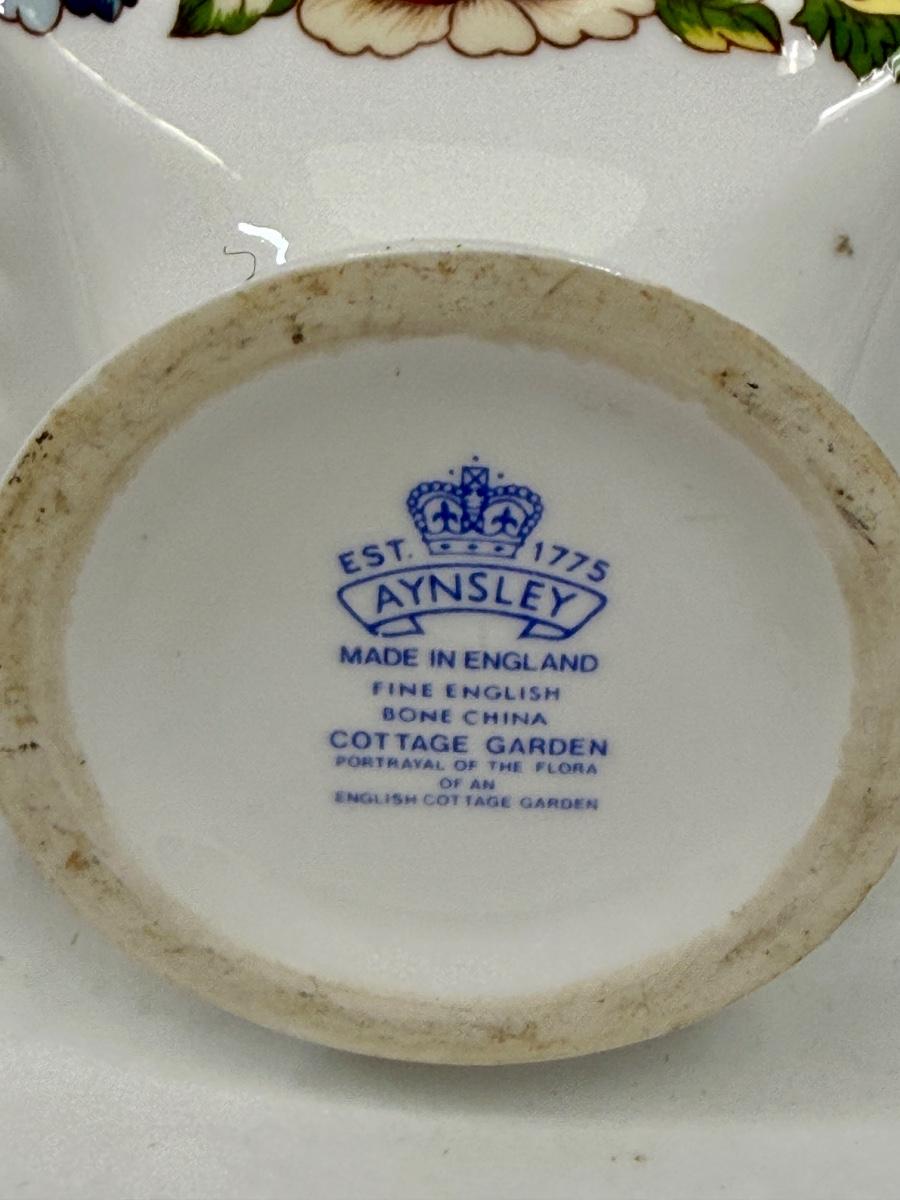 EST. 1775
AYNSLEY
MADE IN ENGLAND
FINE ENGLISH
BONE CHINA
COTTAGE GARDEN
PORTRAYAL OF THE FLORA
OF AN
ENGLISH COTTAGE GARDEN